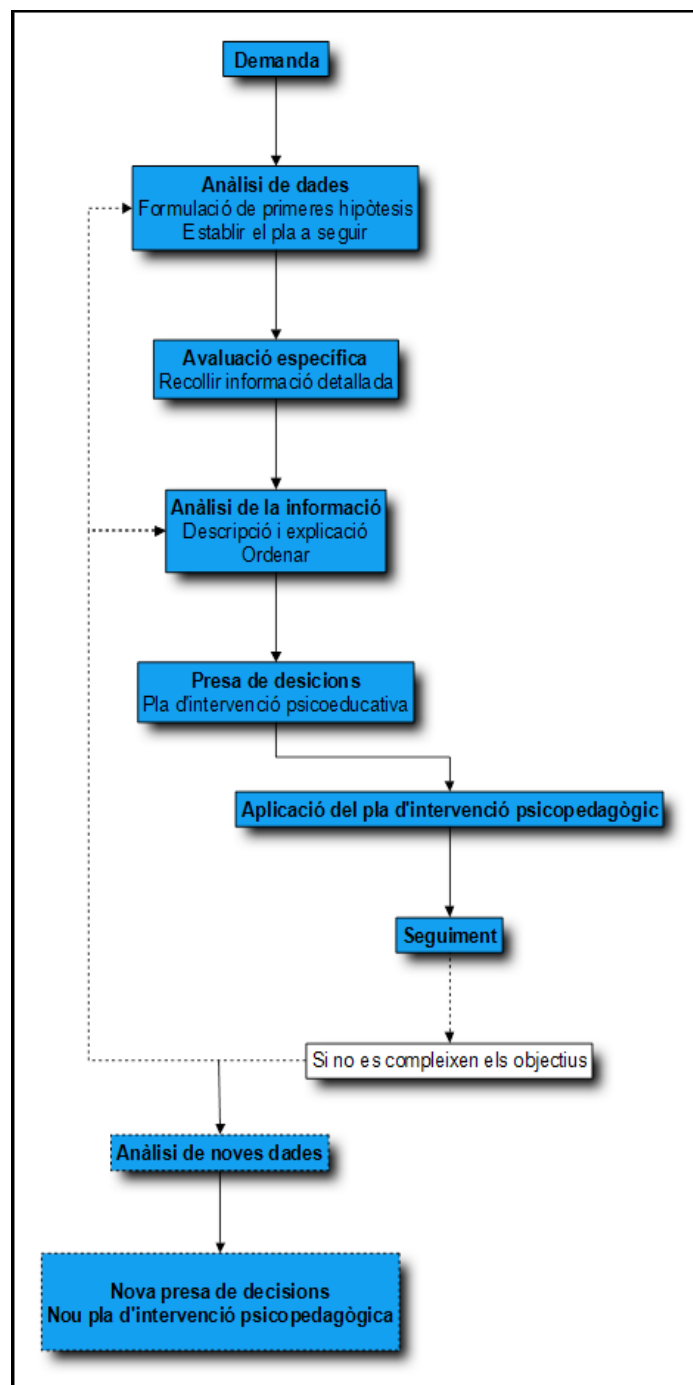 Demanda
Anàlisi de dades
Formulació de primeres hipòtesis
Establir el pla a seguir
Avaluació específica
Recollir informació detallada
Anàlisi de la informació
Descripció i explicació
Ordenar
Presa de desicions
Pla d'intervenció psicoeducativa
Aplicació del pla d'intervenció psicopedagògic
Seguiment
Si no es compleixen els objectius
Anàlisi de noves dades
Nova presa de decisions
Nou pla d'intervenció psicopedagògica